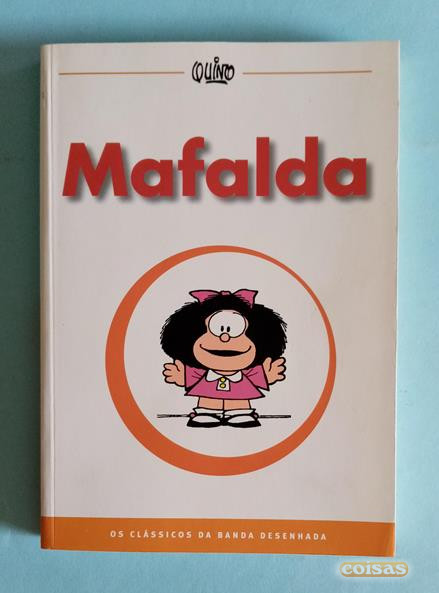 QUINO
Mafalda
OS CLÁSSICOS DA BANDA DESENHADA
coisas